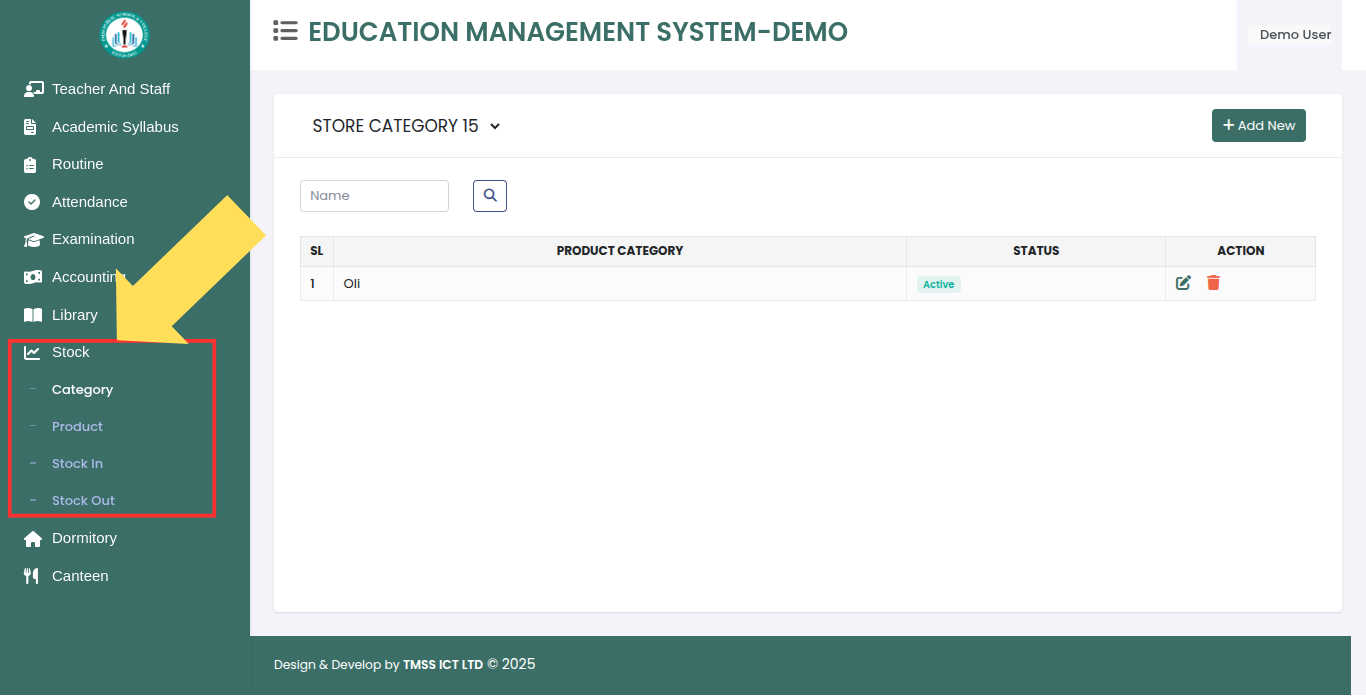 EDUCATION MANAGEMENT SYSTEM-DEMO
Demo User
Teacher And Staff
Academic Syllabus
Routine
Attendance
Examination
Accounting
Library
Stock
Category
Product
Stock In
Stock Out
Dormitory
Canteen
STORE CATEGORY 15
+ Add New
Name
SL PRODUCT CATEGORY STATUS ACTION
1 Oli Active
Design & Develop by TMSS ICT LTD © 2025